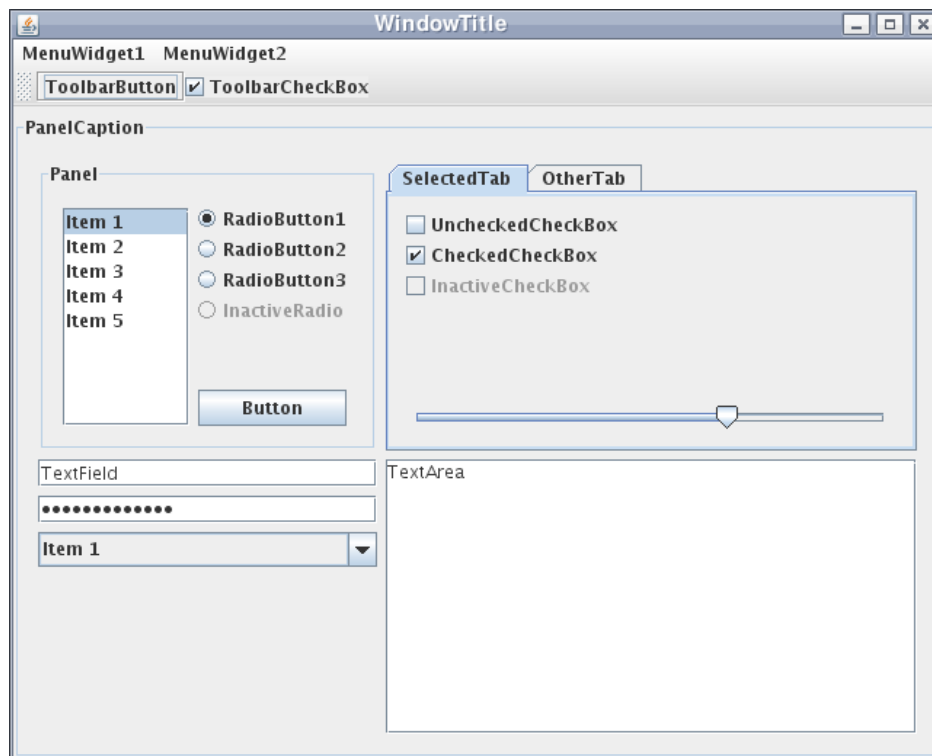 WindowTitle
MenuWidget1 MenuWidget2
ToolbarButton ToolbarCheckBox
PanelCaption
Panel
Item 1
Item 2
Item 3
Item 4
Item 5
RadioButton1
RadioButton2
RadioButton3
InactiveRadio
Button
SelectedTab OtherTab
UncheckedCheckBox
CheckedCheckBox
InactiveCheckBox
TextField
•••••••••••••
Item 1
TextArea